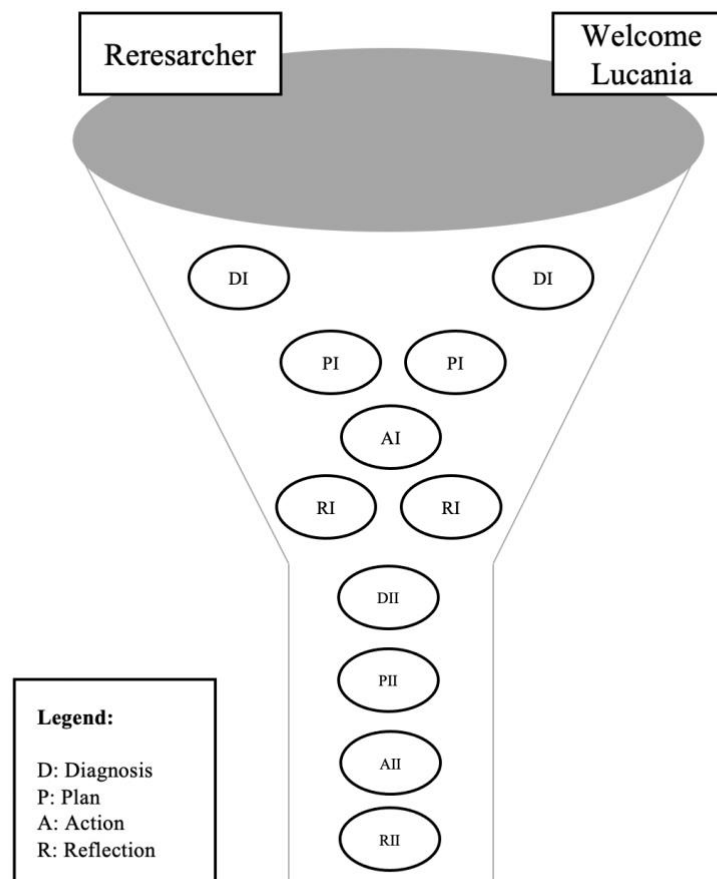 Reresarcher
Welcome
Lucania
DI
DI
PI
PI
AI
RI
RI
DII
PII
AII
RII
Legend:
D: Diagnosis
P: Plan
A: Action
R: Reflection